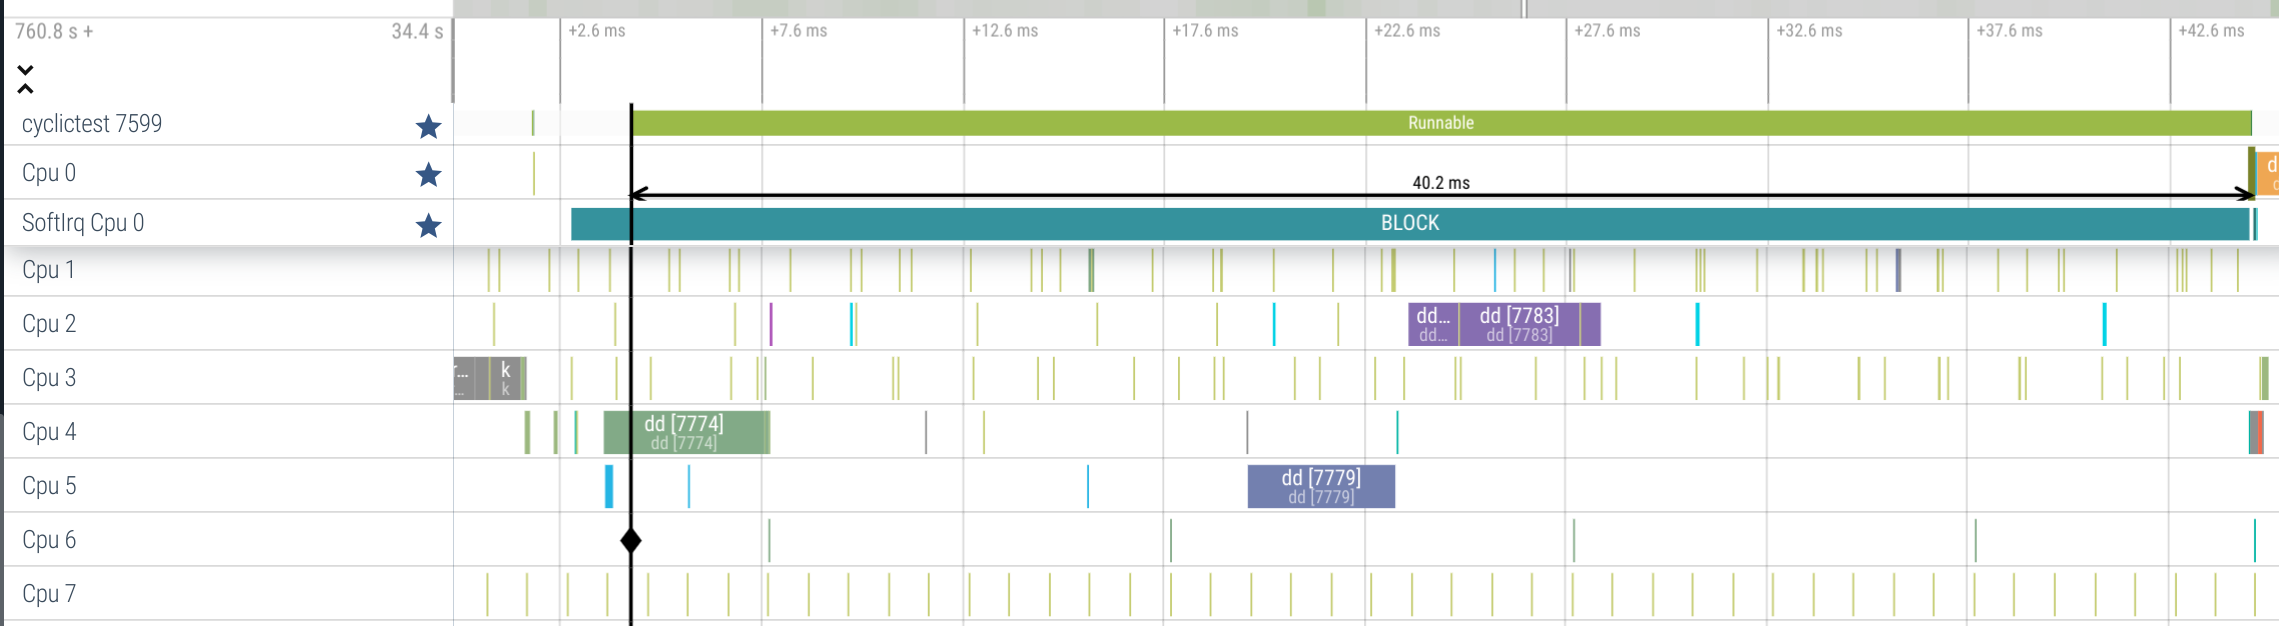 760.8 s + 34.4 s +2.6 ms +7.6 ms +12.6 ms +17.6 ms +22.6 ms +27.6 ms +32.6 ms +37.6 ms +42.6 ms
cyclictest 7599 Runnable
Cpu 0 40.2 ms d
SoftIrq Cpu 0 BLOCK
Cpu 1
Cpu 2 dd... dd [7783]
dd... dd [7783]
Cpu 3 r... k
... k
Cpu 4 dd [7774]
dd [7774]
Cpu 5 dd [7779]
dd [7779]
Cpu 6
Cpu 7